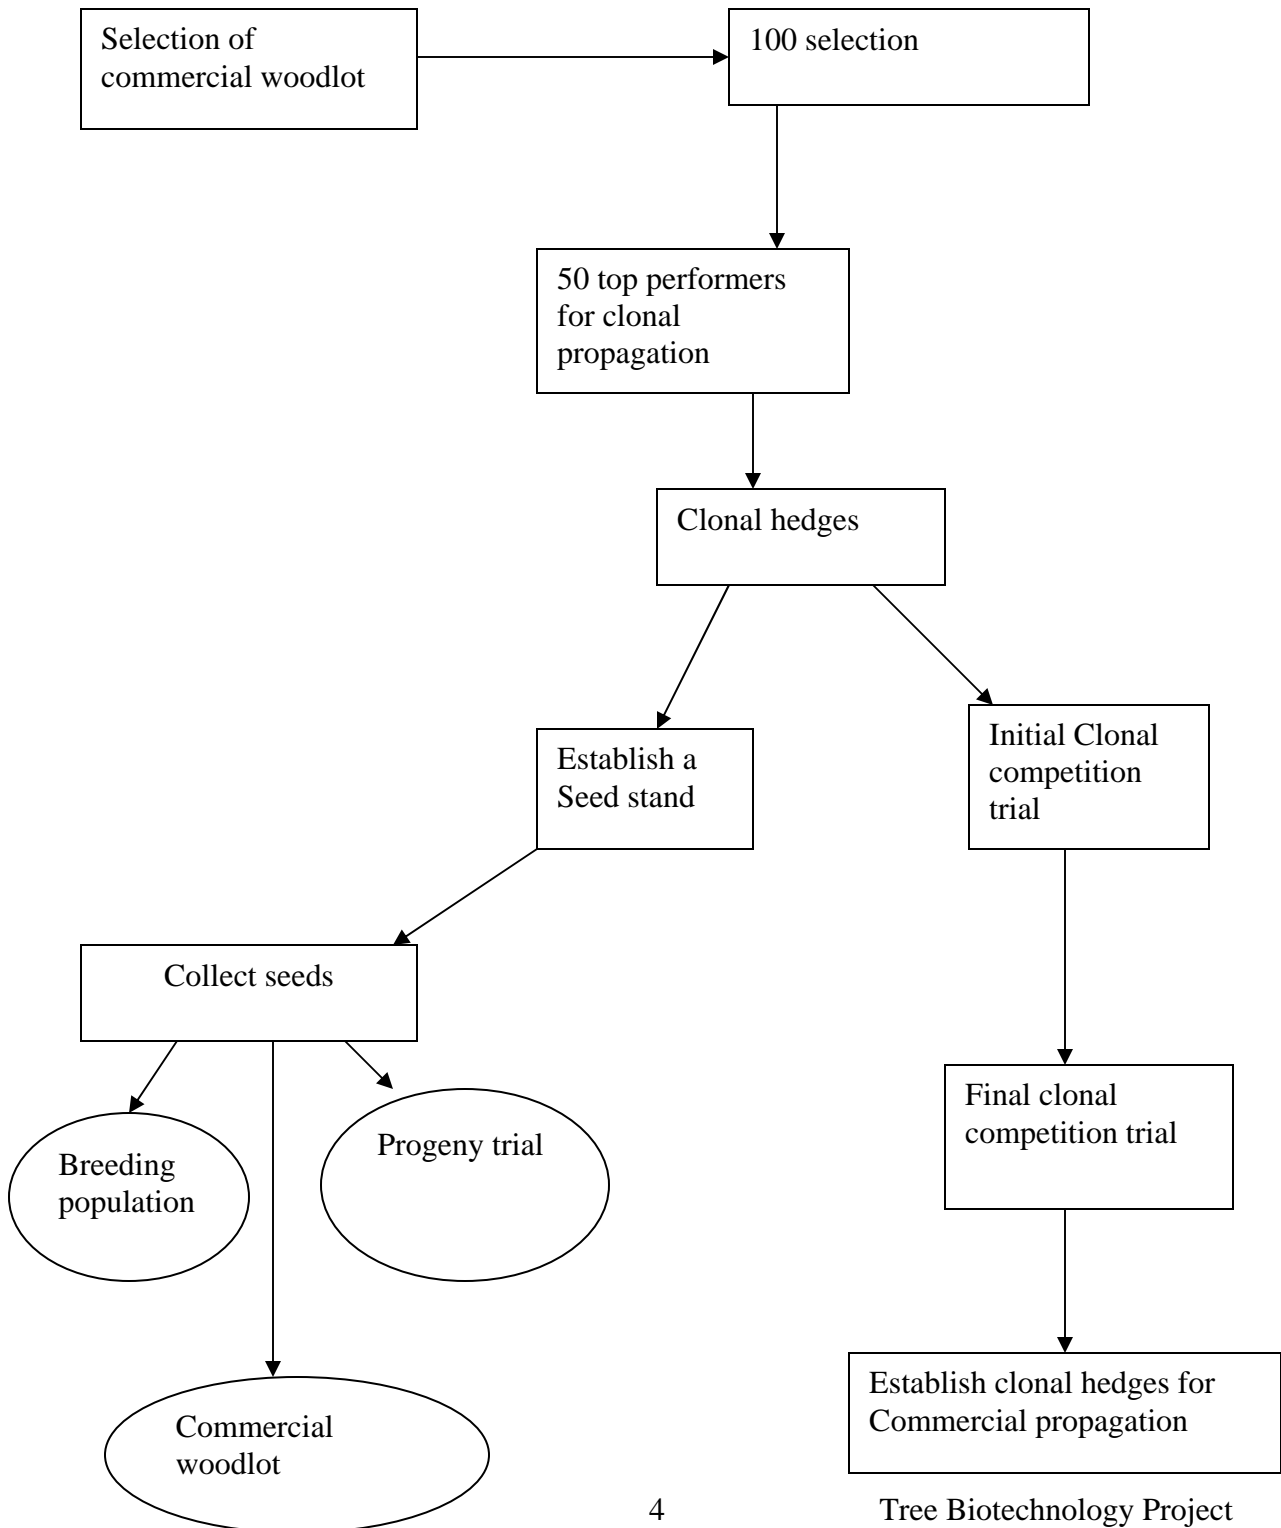 Selection of
commercial woodlot
100 selection
50 top performers
for clonal
propagation
Clonal hedges
Establish a
Seed stand
Initial Clonal
competition
trial
Collect seeds
Breeding
population
Progeny trial
Final clonal
competition trial
Commercial
woodlot
Establish clonal hedges for
Commercial propagation
4
Tree Biotechnology Project